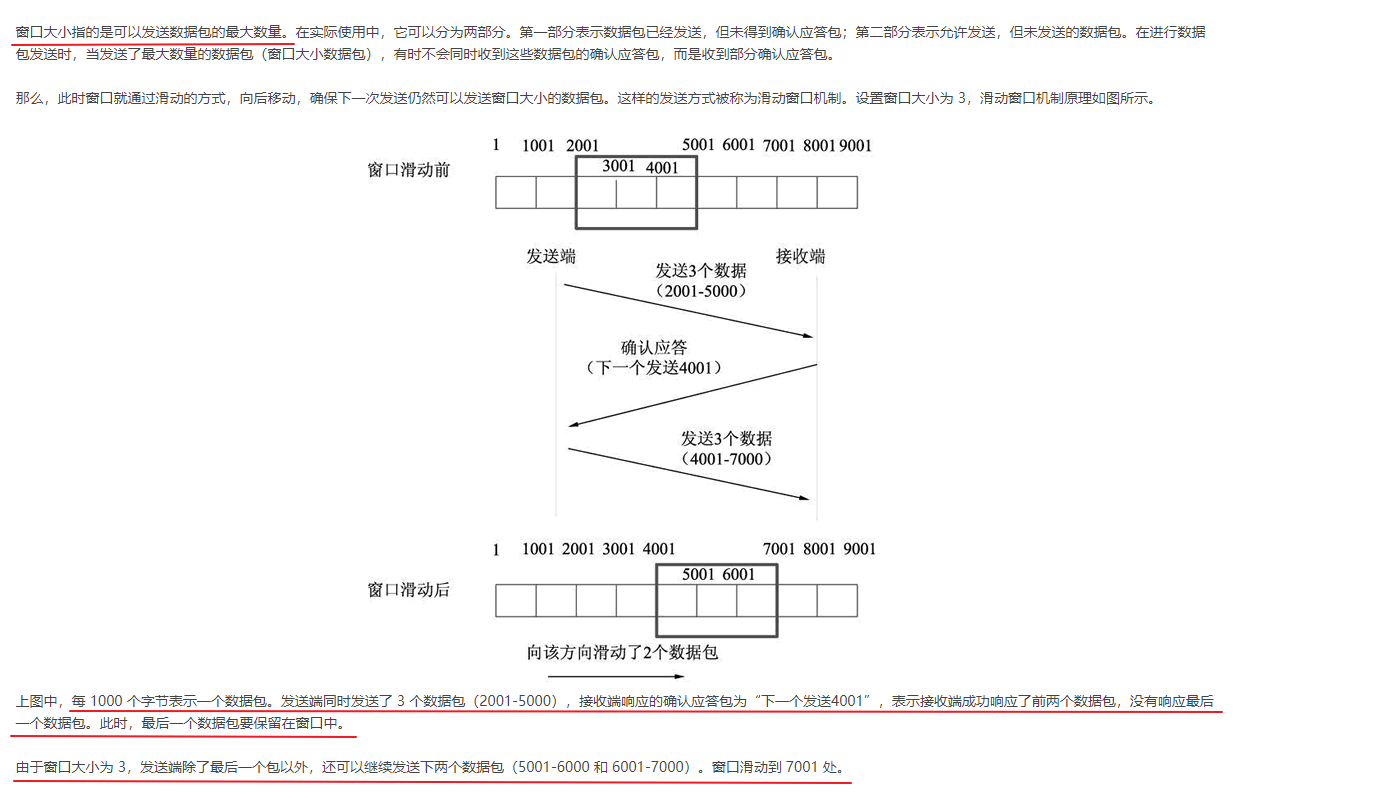 窗口大小指的是可以发送数据包的最大数量。在实际使用中，它可以分为两部分。第一部分表示数据包已经发送，但未得到确认应答包；第二部分表示允许发送，但未发送的数据包。在进行数据
包发送时，当发送了最大数量的数据包（窗口大小数据包），有时不会同时收到这些数据包的确认应答包，而是收到部分确认应答包。
那么，此时窗口就通过滑动的方式，向后移动，确保下一次发送仍然可以发送窗口大小的数据包。这样的发送方式被称为滑动窗口机制。设置窗口大小为 3，滑动窗口机制原理如图所示。
1 1001 2001 5001 6001 7001 8001 9001
窗口滑动前 3001 4001
发送端 接收端
发送3个数据
（2001-5000）
确认应答
（下一个发送4001）
发送3个数据
（4001-7000）
1 1001 2001 3001 4001 7001 8001 9001
5001 6001
窗口滑动后
向该方向滑动了2个数据包
上图中，每 1000 个字节表示一个数据包。发送端同时发送了 3 个数据包（2001-5000），接收端响应的确认应答包为“下一个发送4001”，表示接收端成功响应了前两个数据包，没有响应最后
一个数据包。此时，最后一个数据包要保留在窗口中。
由于窗口大小为 3，发送端除了最后一个包以外，还可以继续发送下两个数据包（5001-6000 和 6001-7000）。窗口滑动到 7001 处。